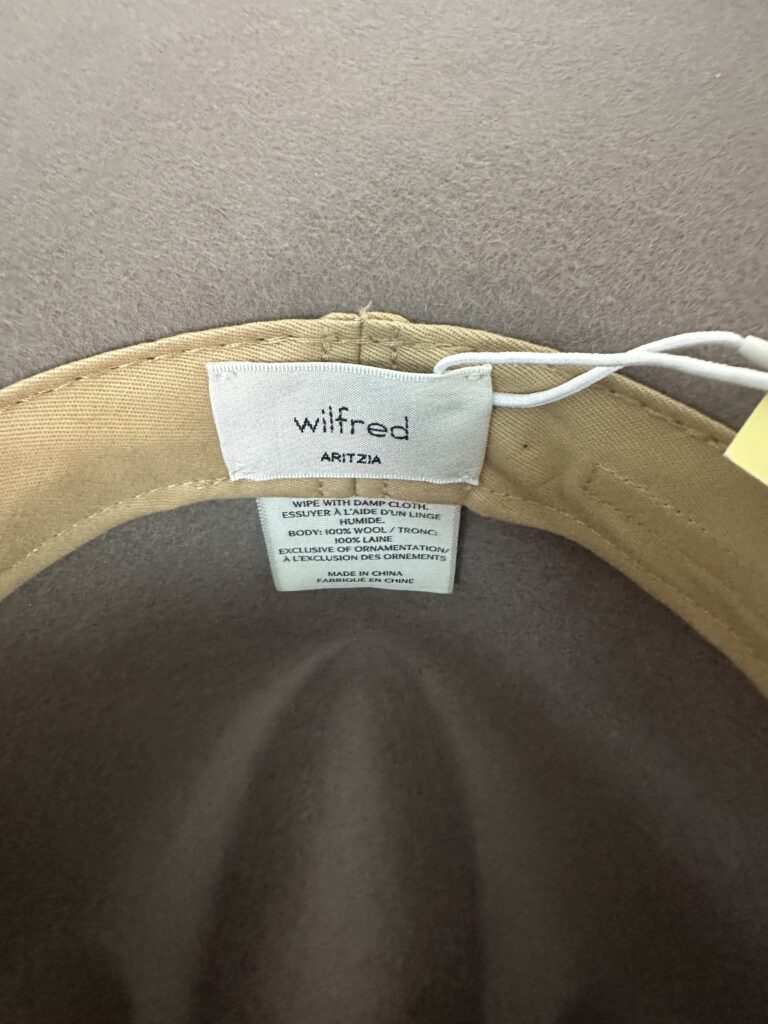 wilfred
ARITZIA
WIPE WITH DAMP CLOTH.
ESSUYER À L'AIDE D'UN LINGE
HUMIDE.
BODY: 100% WOOL / TRONC:
100% LAINE
EXCLUSIVE OF ORNAMENTATION/
À L'EXCLUSION DES ORNEMENTS
MADE IN CHINA
FABRIQUÉ EN CHINE